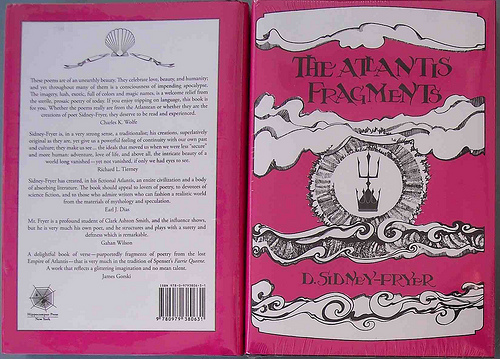 These poems are of an unearthly beauty. They celebrate love, beauty, and humanity;
and yet throughout many of them is a consciousness of impending apocalypse.
The imagery, lush, exotic, full of colors and magic names, is a welcome relief from
the sterile, prosaic poetry of today. If you enjoy tripping on language, this book is
for you. Whether the poems really are from the Atlantean or whether they are the
creations of poet Sidney-Fryer, they deserve to be read and experienced.
Charles K. Wolfe
Sidney-Fryer is, in a very strong sense, a traditionalist; his creations, superlatively
original as they are, yet give us a powerful feeling of continuity with our own past
and culture; they make us see... the ideals that moved us when we were less "secure"
and more human: adventure, love of life, and above all, the intricate beauty of a
world long vanished—yet not vanished, if only we had eyes to see.
Richard L. Tierney
Sidney-Fryer has created, in his fictional Atlantis, an entire civilization and a body
of absorbing literature. The book should appeal to lovers of poetry, to devotees of
science fiction, and to those who admire writers who can fashion a realistic world
from the materials of mythology and speculation.
Earl J. Dias
Mr. Fryer is a profound student of Clark Ashton Smith, and the influence shows,
but he is very much his own poet, and he structures and plays with a surety and
deftness which is remarkable.
Gahan Wilson
A delightful book of verse—purportedly fragments of poetry from the lost
Empire of Atlantis—that is very much in the tradition of Spenser's Faerie Queene.
A work that reflects a glittering imagination and no mean talent.
James Gorski
Hippocampus Press
New York
9 780979 380631
THE ATLANTIS
FRAGMENTS
D. SIDNEY-FRYER